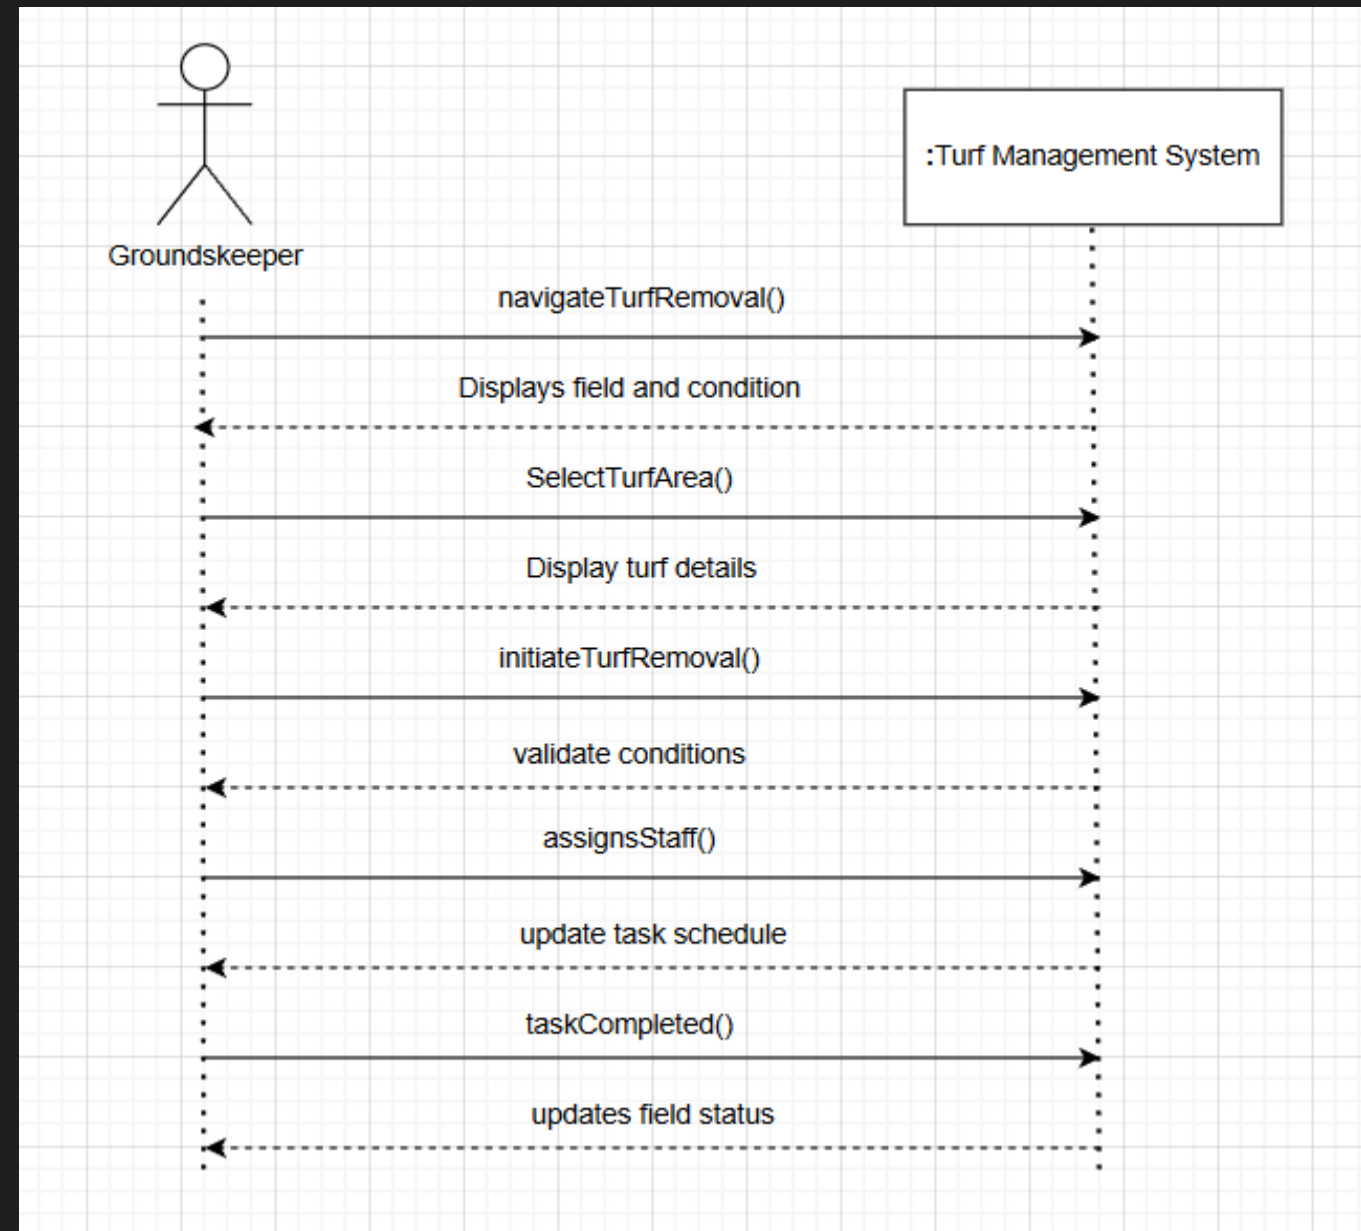 :Turf Management System
Groundskeeper
navigateTurfRemoval()
Displays field and condition
SelectTurfArea()
Display turf details
initiateTurfRemoval()
validate conditions
assignsStaff()
update task schedule
taskCompleted()
updates field status